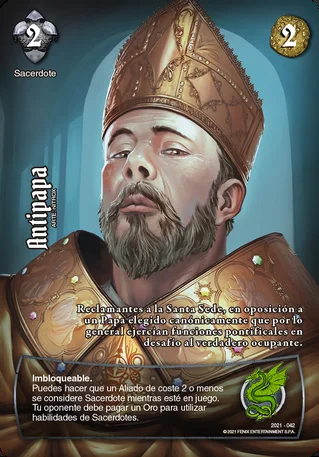 2
2
Sacerdote
Antipapa
ARTE: NITROX
Reclamantes a la Santa Sede, en oposición
a un Papa elegido canónicamente que por lo
general ejercían funciones pontificales en
desafío al verdadero ocupante.
Imbloqueable.
Puedes hacer que un Aliado de coste 2 o menos
se considere Sacerdote mientras esté en juego.
Tu oponente debe pagar un Oro para utilizar
habilidades de Sacerdotes.
2021 - 042
©2021 FENIX ENTERTAINMENT S.P.A.